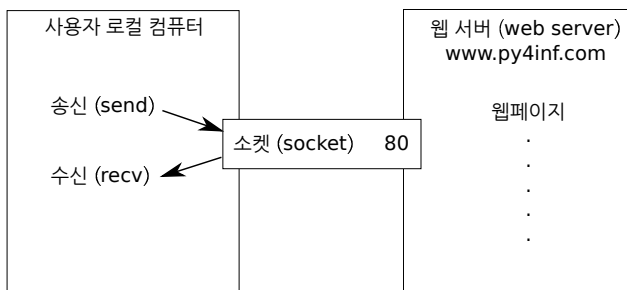 사용자 로컬 컴퓨터
송신 (send)
수신 (recv)
소켓 (socket) 80
웹 서버 (web server)
www.py4inf.com
웹페이지
.
.
.
.
.